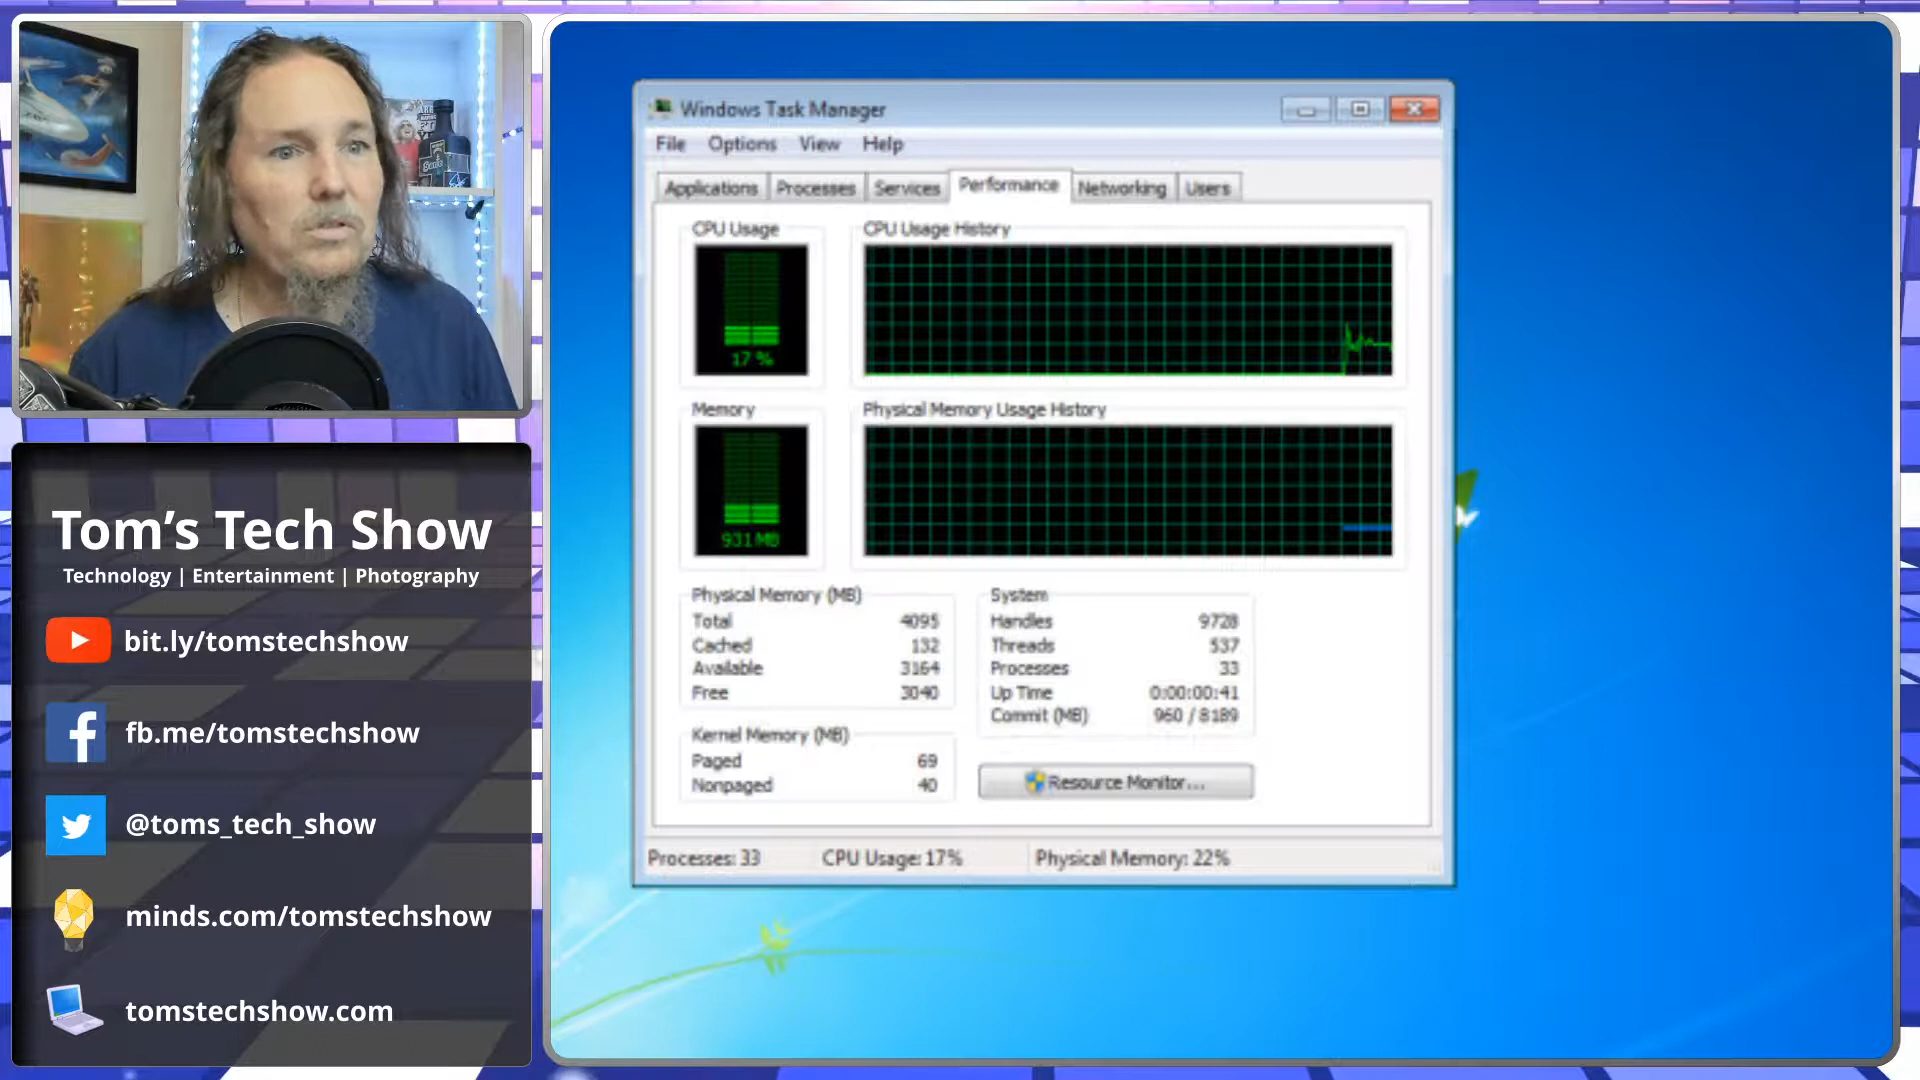 Tom's Tech Show
Technology | Entertainment | Photography
bit.ly/tomstechshow
fb.me/tomstechshow
@toms_tech_show
minds.com/tomstechshow
tomstechshow.com
Windows Task Manager
File Options View Help
Applications Processes Services Performance Networking Users
CPU Usage
17 %
CPU Usage History
Memory
931 MB
Physical Memory Usage History
Physical Memory (MB)
Total 4095
Cached 132
Available 3164
Free 3040
Kernel Memory (MB)
Paged 69
Nonpaged 40
System
Handles 9728
Threads 537
Processes 33
Up Time 0:00:00:41
Commit (MB) 960 / 8189
Resource Monitor...
Processes: 33 CPU Usage: 17% Physical Memory: 22%